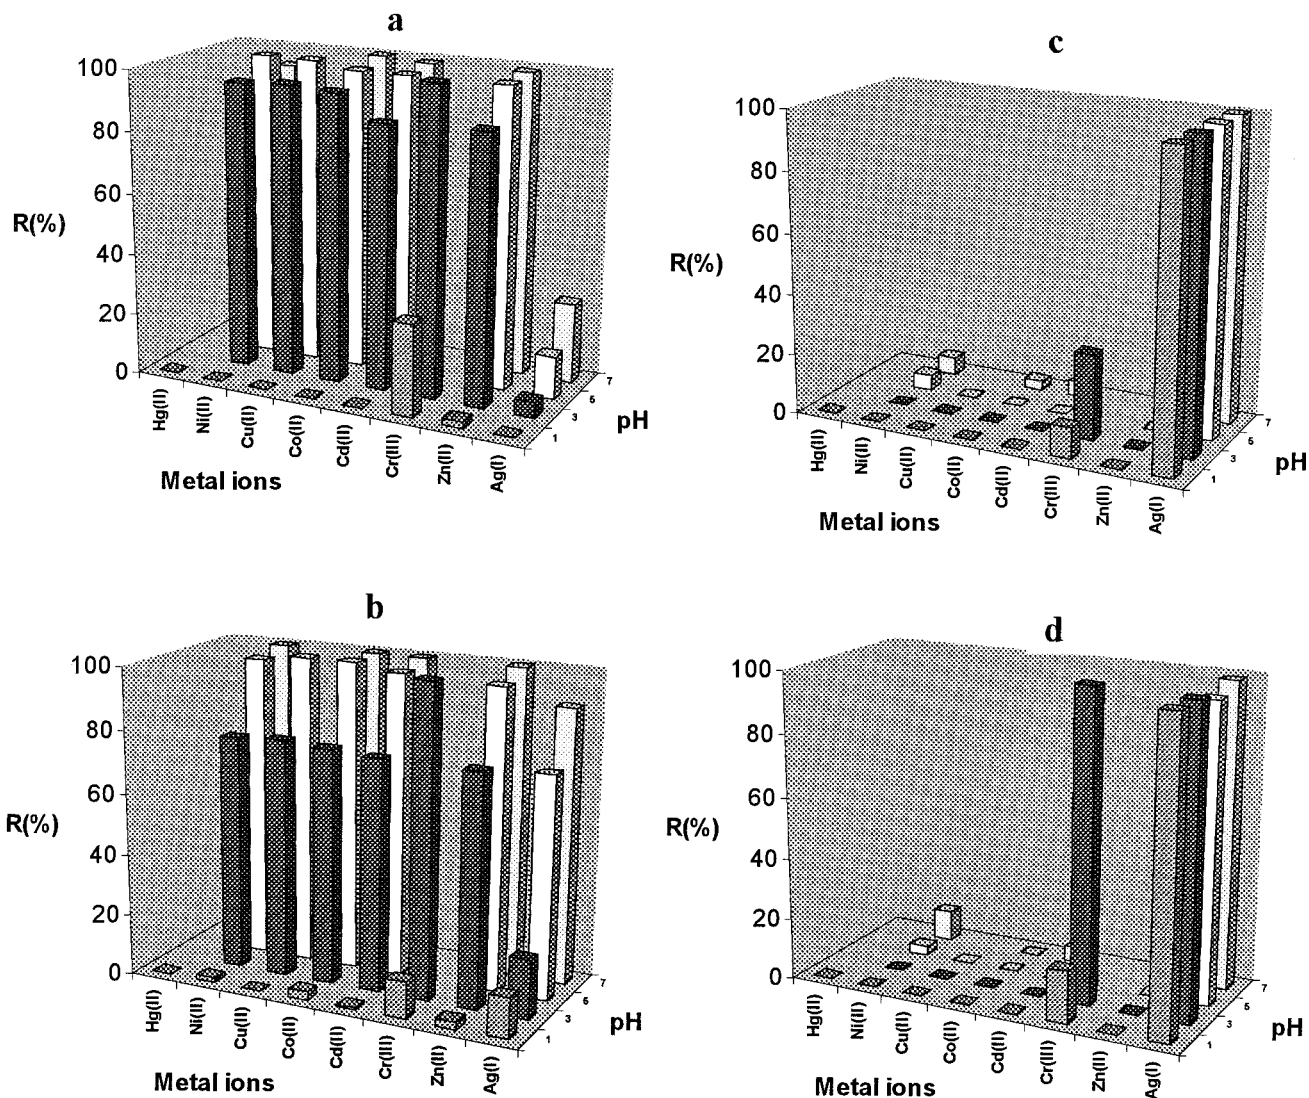 a
100
80
60
40
20
0
R(%)
Hg(II)
Ni(II)
Cu(II)
Co(II)
Cd(II)
Cr(III)
Zn(II)
Ag(I)
1
3
5
7
pH
Metal ions
c
100
80
60
40
20
0
R(%)
Hg(II)
Ni(II)
Cu(II)
Co(II)
Cd(II)
Cr(III)
Zn(II)
Ag(I)
1
3
5
7
pH
Metal ions
b
100
80
60
40
20
0
R(%)
Hg(II)
Ni(II)
Cu(II)
Co(II)
Cd(II)
Cr(III)
Zn(II)
Ag(I)
1
3
5
7
pH
Metal ions
d
100
80
60
40
20
0
R(%)
Hg(II)
Ni(II)
Cu(II)
Co(II)
Cd(II)
Cr(III)
Zn(II)
Ag(I)
1
3
5
7
pH
Metal ions